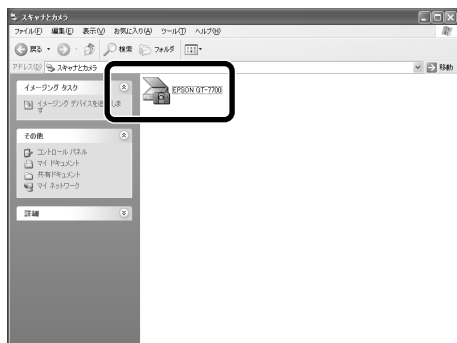 スキャナとカメラ
ファイル(F) 編集(E) 表示(V) お気に入り(A) ツール(T) ヘルプ(H)
戻る 検索 フォルダ
アドレス(D) スキャナとカメラ 移動
イメージング タスク
イメージング デバイスを
EPSON GT-7700
その他
コントロール パネル
マイ ドキュメント
共有ドキュメント
マイ ネットワーク
詳細